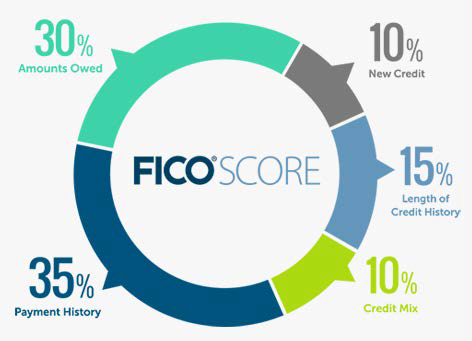 30%
Amounts Owed
10%
New Credit
FICO® SCORE
15%
Length of
Credit History
35%
Payment History
10%
Credit Mix